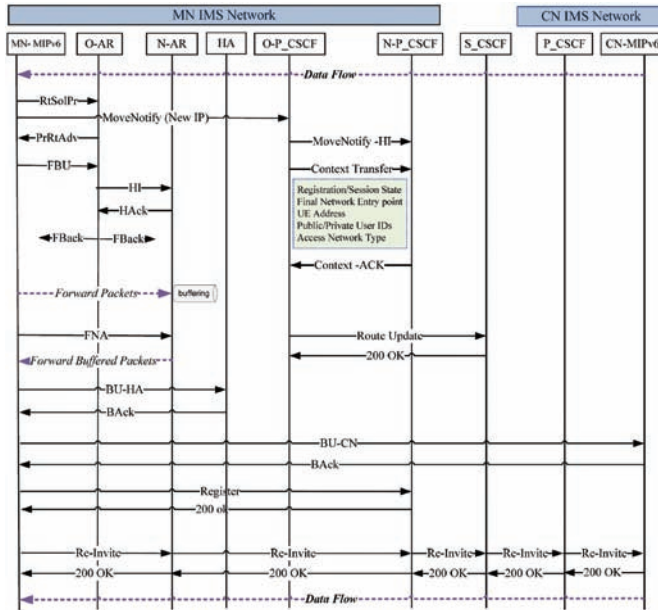 MN IMS Network
CN IMS Network
MN- MIPv6
O-AR
N-AR
HA
O-P_CSCF
N-P_CSCF
S_CSCF
P_CSCF
CN-MIPv6
Data Flow
RtSolPr
MoveNotify (New IP)
PrRtAdv
MoveNotify -HI
FBU
Context Transfer
HI
Registration/Session State
Final Network Entry point
UE Address
Public/Private User IDs
Access Network Type
HAck
FBack
FBack
Context -ACK
Forward Packets
buffering
FNA
Route Update
Forward Buffered Packets
200 OK
BU-HA
BAck
BU-CN
BAck
Register
200 ok
Re-Invite
Re-Invite
Re-Invite
Re-Invite
Re-Invite
200 OK
200 OK
200 OK
200 OK
200 OK
Data Flow